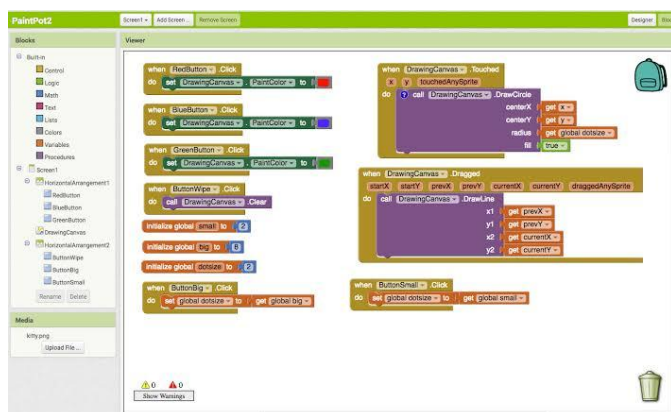 PaintPot2
Screen1 Add Screen ... Remove Screen
Designer
Blocks
Viewer
Built-in
Control
Logic
Math
Text
Lists
Colors
Variables
Procedures
Screen1
HorizontalArrangement1
RedButton
BlueButton
GreenButton
DrawingCanvas
HorizontalArrangement2
ButtonWipe
ButtonBig
ButtonSmall
Rename Delete
Media
kitty.png
Upload File ...
when RedButton .Click
do set DrawingCanvas . PaintColor to
when BlueButton .Click
do set DrawingCanvas . PaintColor to
when GreenButton .Click
do set DrawingCanvas . PaintColor to
when ButtonWipe .Click
do call DrawingCanvas .Clear
initialize global small to 2
initialize global big to 8
initialize global dotsize to 2
when ButtonBig .Click
do set global dotsize to get global big
when DrawingCanvas .Touched
x y touchedAnySprite
do ? call DrawingCanvas .DrawCircle
centerX get x
centerY get y
radius get global dotsize
fill true
when DrawingCanvas .Dragged
startX startY prevX prevY currentX currentY draggedAnySprite
do call DrawingCanvas .DrawLine
x1 get prevX
y1 get prevY
x2 get currentX
y2 get currentY
when ButtonSmall .Click
do set global dotsize to get global small
0 0
Show Warnings